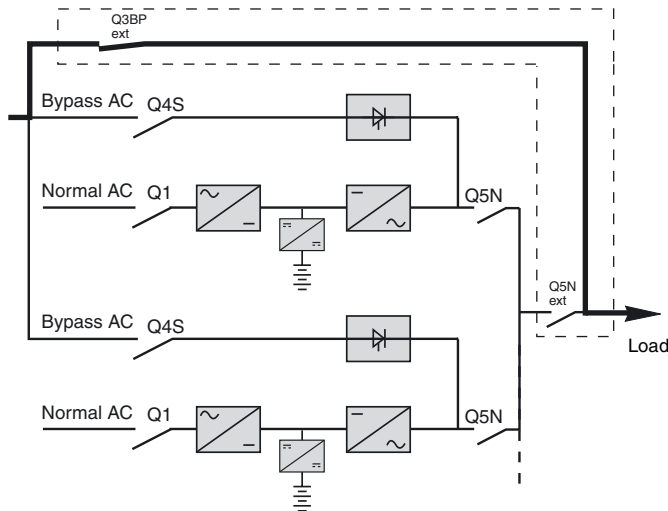 Q3BP
ext
Bypass AC Q4S
Normal AC Q1
Q5N
Q5N
ext
Load
Bypass AC Q4S
Normal AC Q1
Q5N